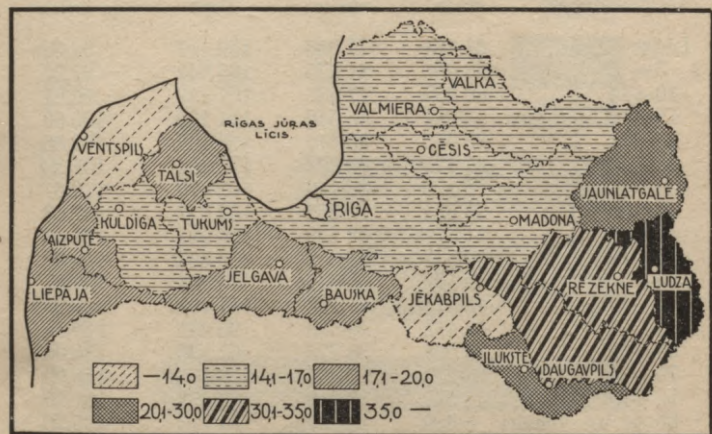 RĪGAS JŪRAS
LĪCIS.
VALKA
VALMIERA
VENTSPILS
CĒSIS
TALSI
JAUNLATGALE
KULDĪGA
TUKUMS
RĪGA
MADONA
AIZPUTE
JELGAVA
LIEPĀJA
BAUSKA
JĒKABPILS
RĒZEKNE
LUDZA
ILŪKSTE
DAUGAVPILS
—14,0
14,1-17,0
17,1-20,0
20,1-30,0
30,1-35,0
35,0 —